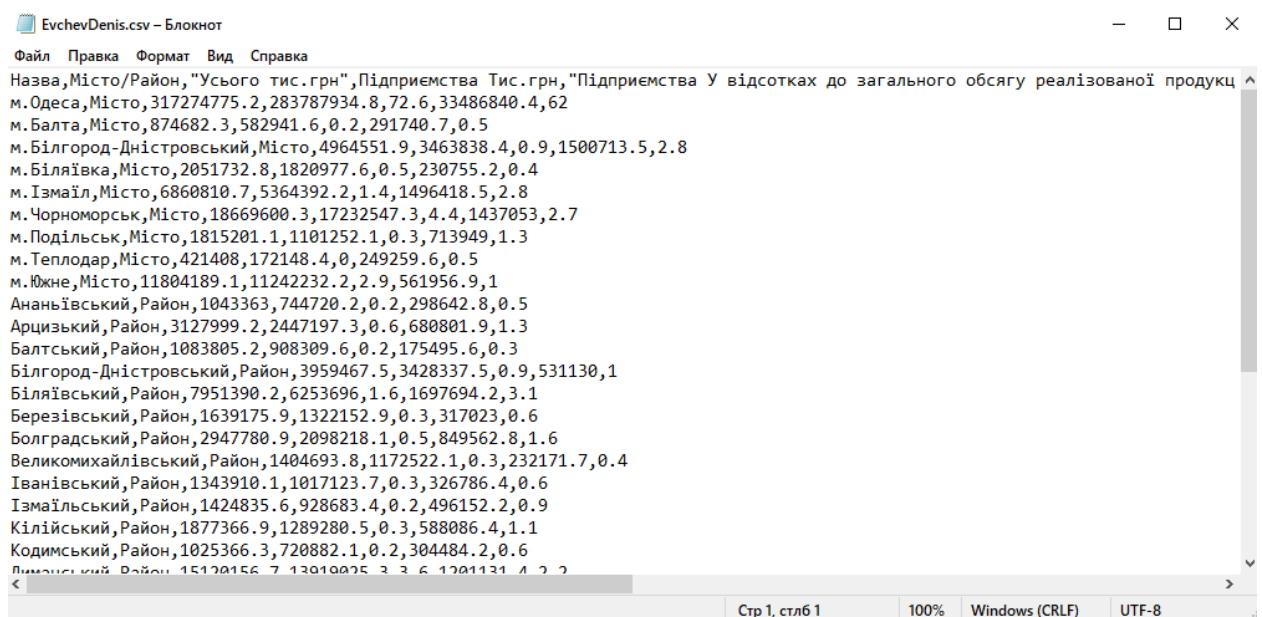 EvchevDenis.csv – Блокнот
Файл Правка Формат Вид Справка
Назва,Місто/Район,"Усього тис.грн",Підприємства Тис.грн,"Підприємства У відсотках до загального обсягу реалізованої продукц
м.Одеса,Місто,317274775.2,283787934.8,72.6,33486840.4,62
м.Балта,Місто,874682.3,582941.6,0.2,291740.7,0.5
м.Білгород-Дністровський,Місто,4964551.9,3463838.4,0.9,1500713.5,2.8
м.Біляївка,Місто,2051732.8,1820977.6,0.5,230755.2,0.4
м.Ізмаїл,Місто,6860810.7,5364392.2,1.4,1496418.5,2.8
м.Чорноморськ,Місто,18669600.3,17232547.3,4.4,1437053,2.7
м.Подільськ,Місто,1815201.1,1101252.1,0.3,713949,1.3
м.Теплодар,Місто,421408,172148.4,0,249259.6,0.5
м.Южне,Місто,11804189.1,11242232.2,2.9,561956.9,1
Ананьївський,Район,1043363,744720.2,0.2,298642.8,0.5
Арцизький,Район,3127999.2,2447197.3,0.6,680801.9,1.3
Балтський,Район,1083805.2,908309.6,0.2,175495.6,0.3
Білгород-Дністровський,Район,3959467.5,3428337.5,0.9,531130,1
Біляївський,Район,7951390.2,6253696,1.6,1697694.2,3.1
Березівський,Район,1639175.9,1322152.9,0.3,317023,0.6
Болградський,Район,2947780.9,2098218.1,0.5,849562.8,1.6
Великомихайлівський,Район,1404693.8,1172522.1,0.3,232171.7,0.4
Іванівський,Район,1343910.1,1017123.7,0.3,326786.4,0.6
Ізмаїльський,Район,1424835.6,928683.4,0.2,496152.2,0.9
Кілійський,Район,1877366.9,1289280.5,0.3,588086.4,1.1
Кодимський,Район,1025366.3,720882.1,0.2,304484.2,0.6
Лиманський,Район,15120156.7,13919025.3,3.6,1201131.4,2.2
Стр 1, стлб 1 100% Windows (CRLF) UTF-8